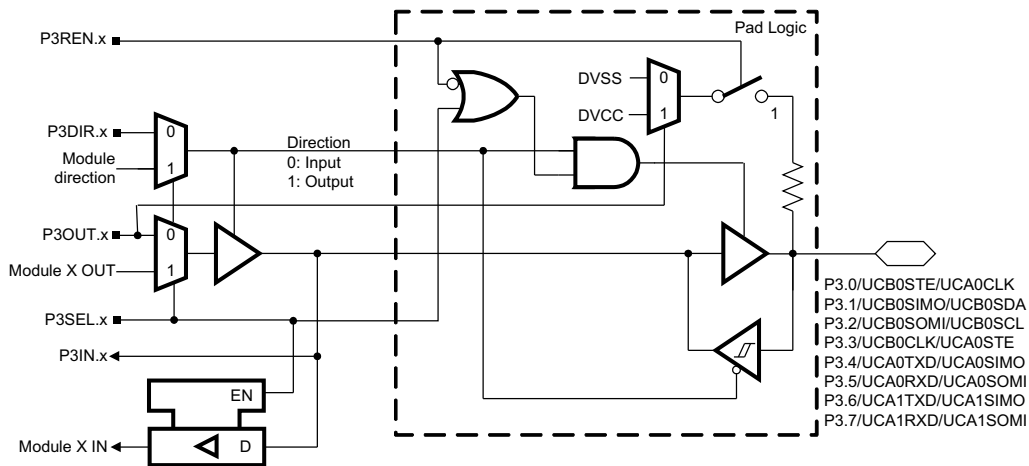 Pad Logic
P3REN.x
DVSS
0
DVCC
1
1
P3DIR.x
0
Module
direction
1
Direction
0: Input
1: Output
P3OUT.x
0
Module X OUT
1
P3SEL.x
P3IN.x
EN
Module X IN
D
P3.0/UCB0STE/UCA0CLK
P3.1/UCB0SIMO/UCB0SDA
P3.2/UCB0SOMI/UCB0SCL
P3.3/UCB0CLK/UCA0STE
P3.4/UCA0TXD/UCA0SIMO
P3.5/UCA0RXD/UCA0SOMI
P3.6/UCA1TXD/UCA1SIMO
P3.7/UCA1RXD/UCA1SOMI